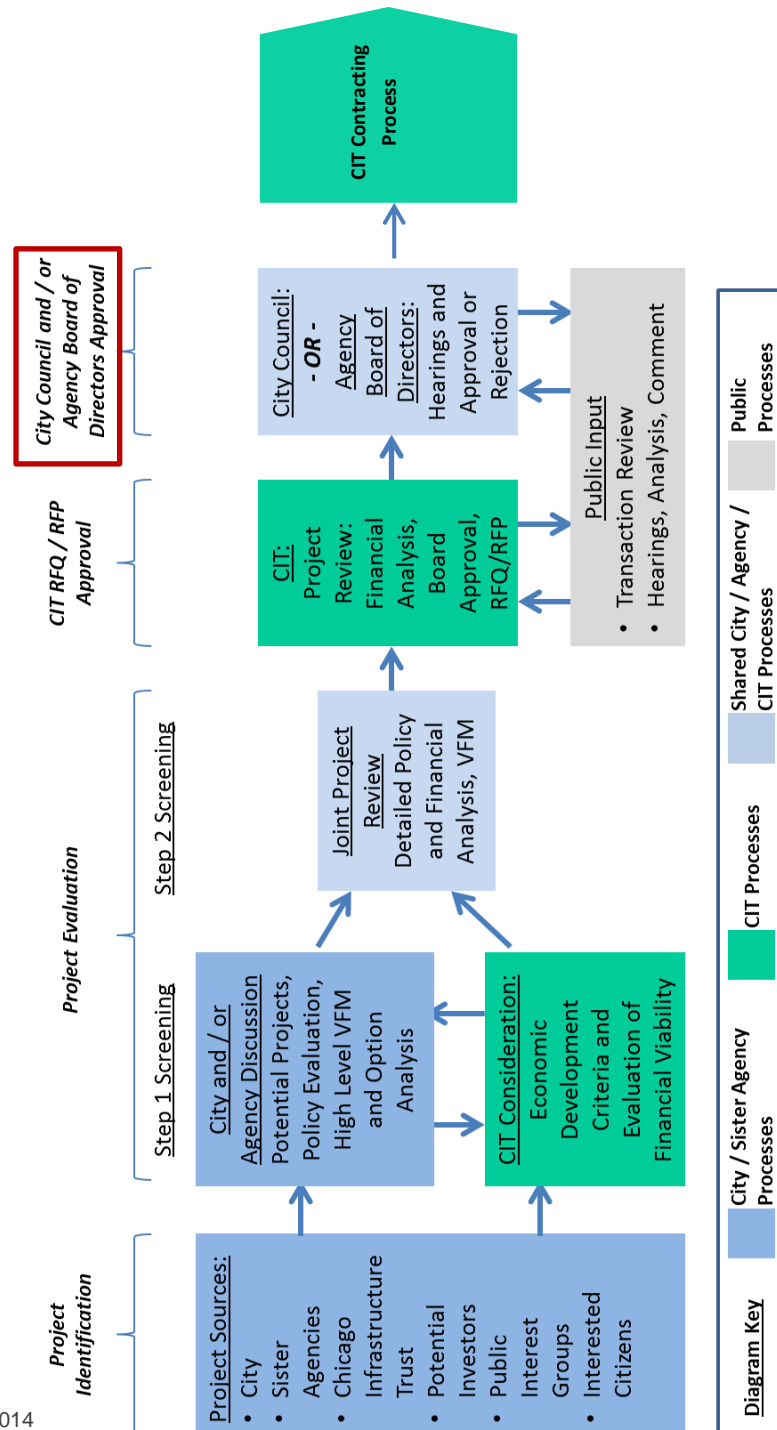 Project
Identification
Project Evaluation
CIT RFQ / RFP
Approval
City Council and / or
Agency Board of
Directors Approval
Step 1 Screening
Step 2 Screening
Project Sources:
• City
• Sister
Agencies
• Chicago
Infrastructure
Trust
• Potential
Investors
• Public
Interest
Groups
• Interested
Citizens
City and / or
Agency Discussion
Potential Projects,
Policy Evaluation,
High Level VFM
and Option
Analysis
CIT Consideration:
Economic
Development
Criteria and
Evaluation of
Financial Viability
Joint Project
Review
Detailed Policy
and Financial
Analysis, VFM
CIT:
Project
Review:
Financial
Analysis,
Board
Approval,
RFQ/RFP
City Council:
- OR -
Agency
Board of
Directors:
Hearings and
Approval or
Rejection
Public Input
• Transaction Review
• Hearings, Analysis, Comment
CIT Contracting
Process
Diagram Key
City / Sister Agency
Processes
CIT Processes
Shared City / Agency /
CIT Processes
Public
Processes
014